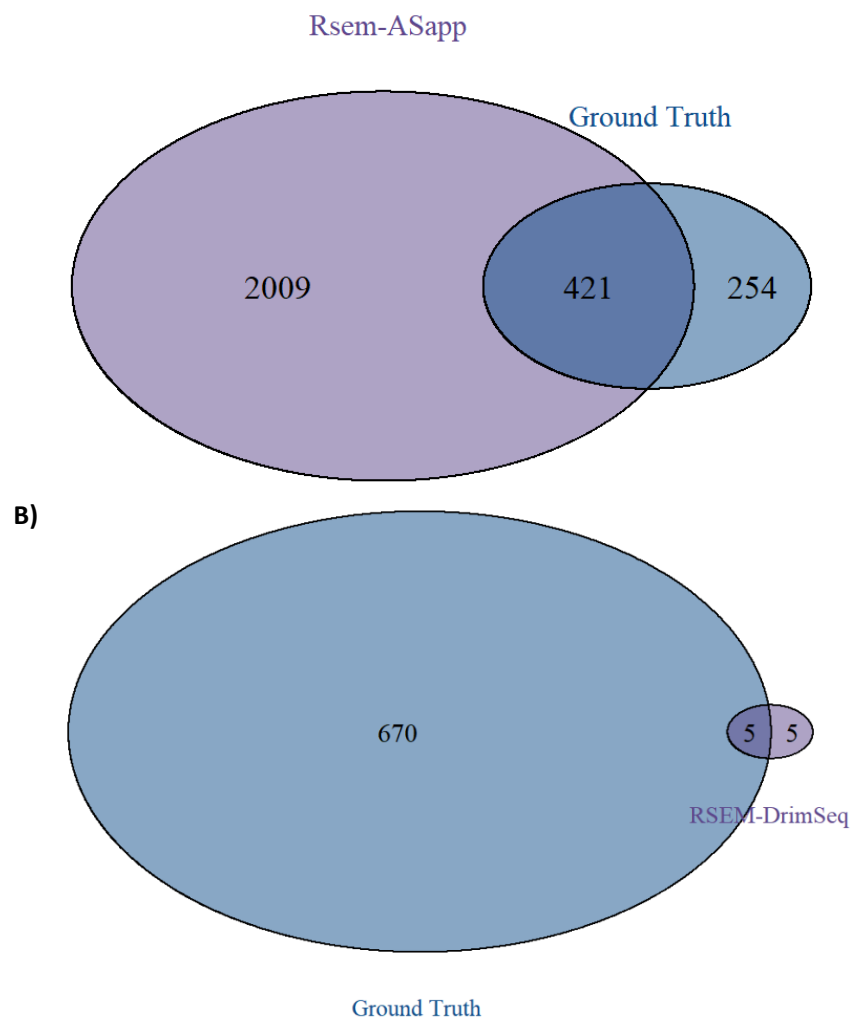 Rsem-ASapp
Ground Truth
2009 421 254
B)
670 5 5
RSEM-DrimSeq
Ground Truth